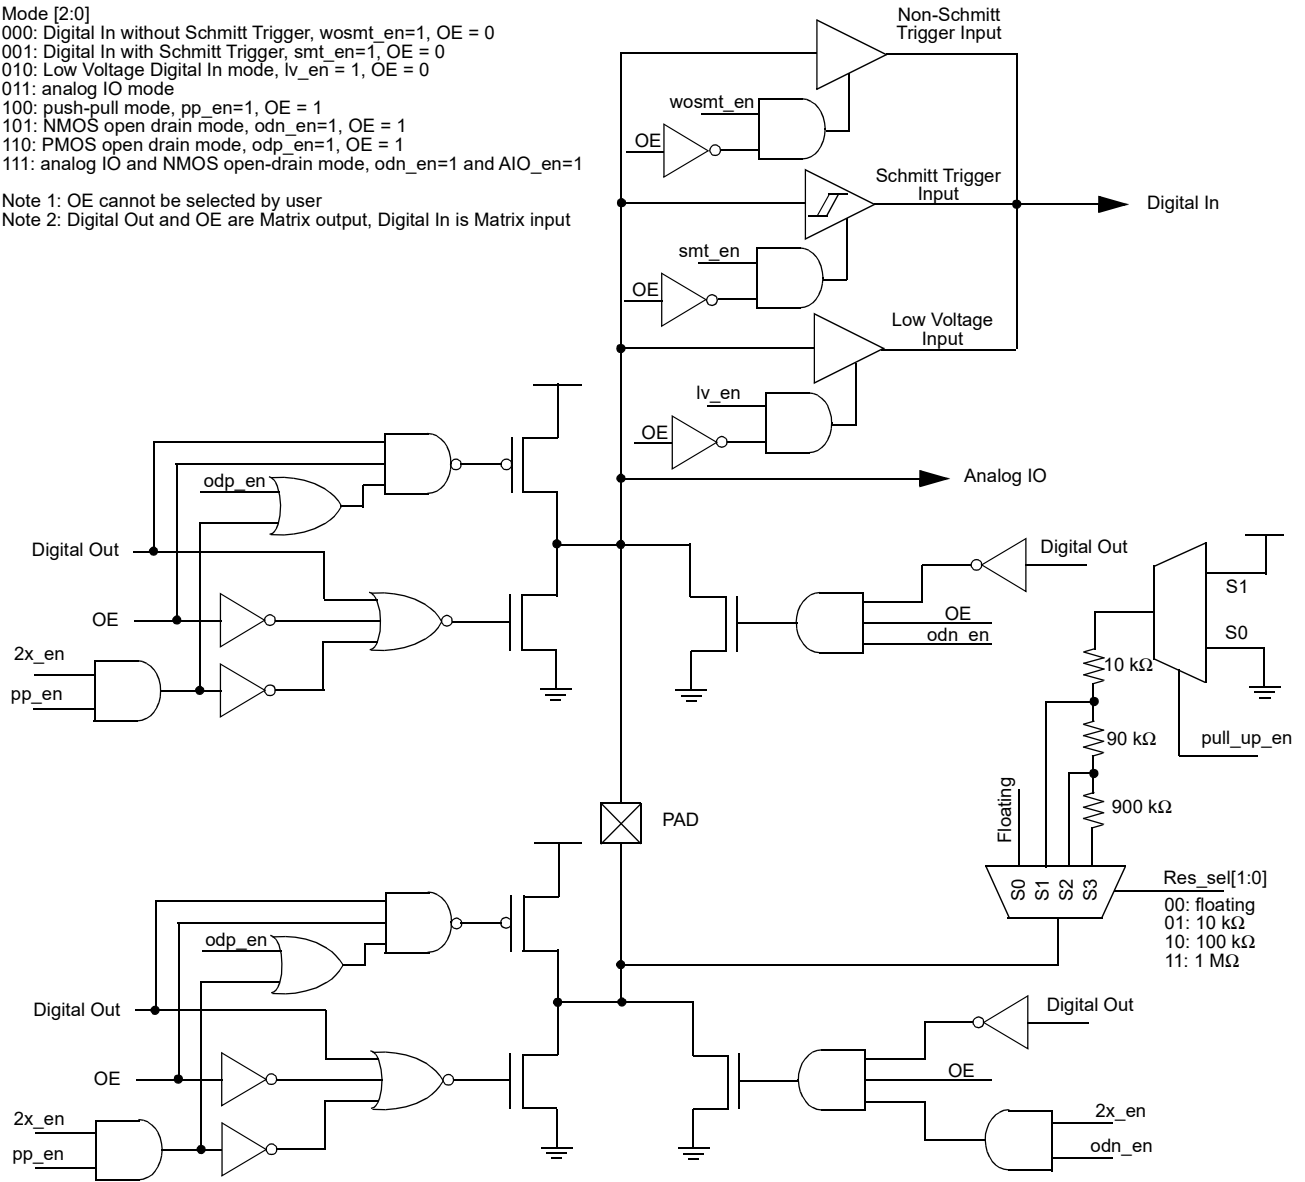 Mode [2:0]
000: Digital In without Schmitt Trigger, wosmt_en=1, OE = 0
001: Digital In with Schmitt Trigger, smt_en=1, OE = 0
010: Low Voltage Digital In mode, lv_en = 1, OE = 0
011: analog IO mode
100: push-pull mode, pp_en=1, OE = 1
101: NMOS open drain mode, odn_en=1, OE = 1
110: PMOS open drain mode, odp_en=1, OE = 1
111: analog IO and NMOS open-drain mode, odn_en=1 and AIO_en=1
Note 1: OE cannot be selected by user
Note 2: Digital Out and OE are Matrix output, Digital In is Matrix input
Non-Schmitt
Trigger Input
wosmt_en
OE
Schmitt Trigger
Input
Digital In
smt_en
OE
Low Voltage
Input
lv_en
OE
Analog IO
odp_en
Digital Out
OE
2x_en
pp_en
Digital Out
OE
odn_en
S1
S0
10 kΩ
90 kΩ
900 kΩ
pull_up_en
Floating
PAD
S0
S1
S2
S3
Res_sel[1:0]
00: floating
01: 10 kΩ
10: 100 kΩ
11: 1 MΩ
odp_en
Digital Out
OE
2x_en
pp_en
Digital Out
OE
2x_en
odn_en